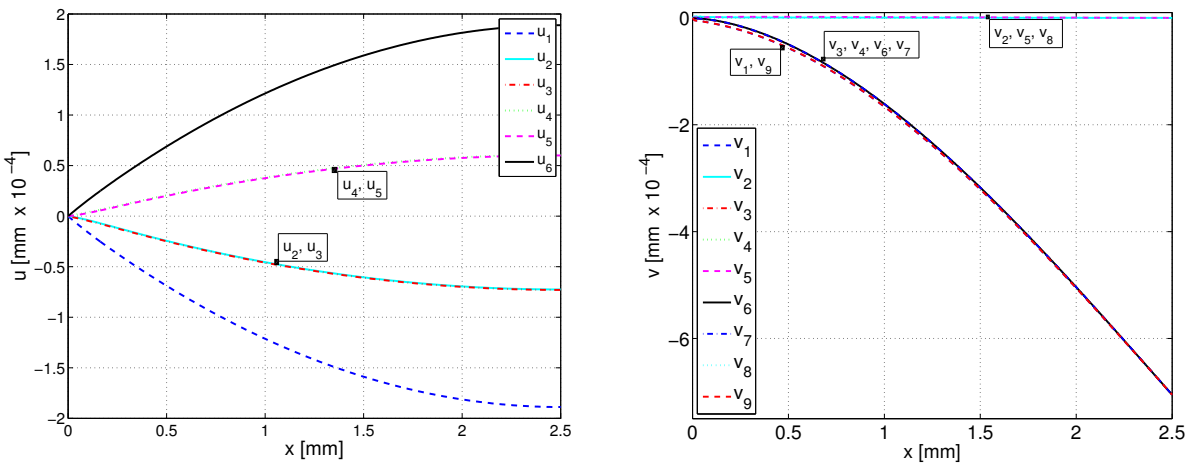 2
1.5
1
0.5
0
−0.5
−1
−1.5
−2
u [mm x 10⁻⁴]
0
0.5
1
1.5
2
2.5
x [mm]
u₁
u₂
u₃
u₄
u₅
u₆
u₄, u₅
u₂, u₃
0
−2
−4
−6
v [mm x 10⁻⁴]
0
0.5
1
1.5
2
2.5
x [mm]
v₁, v₉
v₃, v₄, v₆, v₇
v₂, v₅, v₈
v₁
v₂
v₃
v₄
v₅
v₆
v₇
v₈
v₉